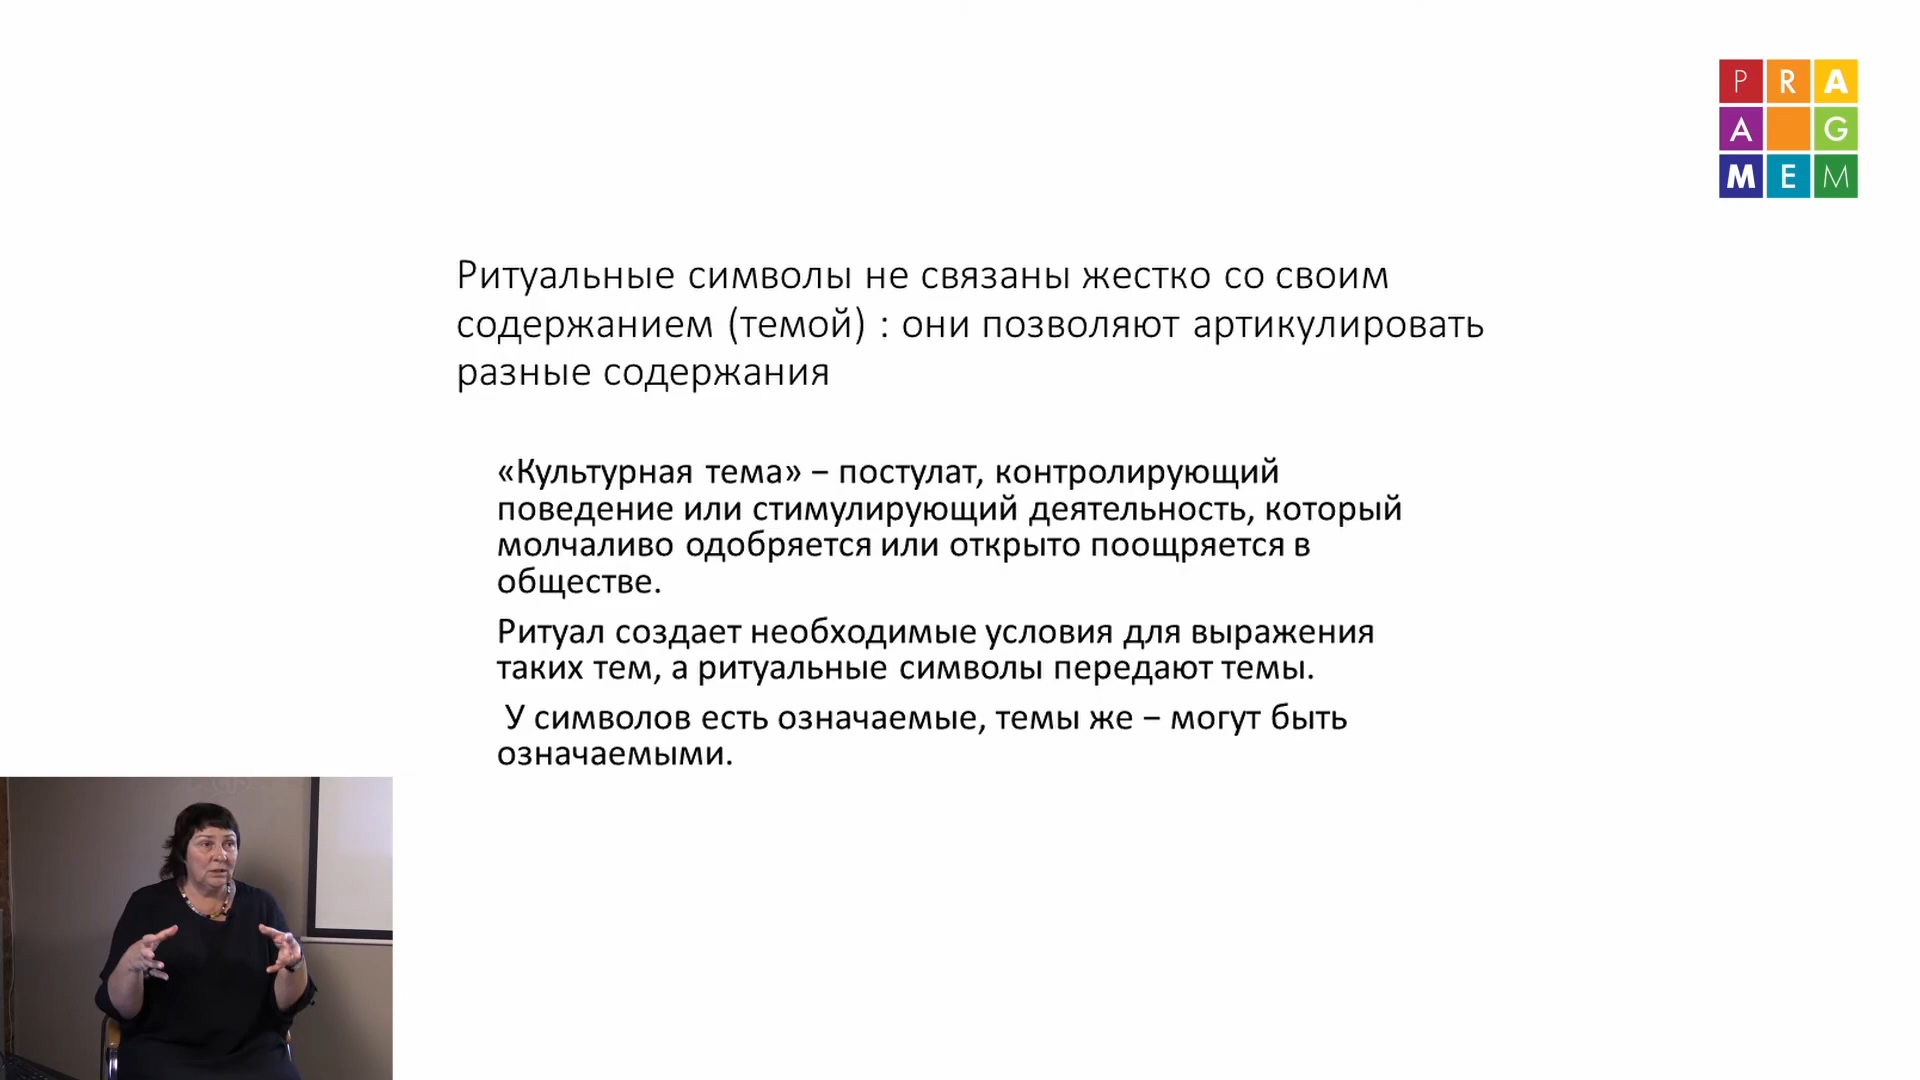 P R A
A G
M E M
Ритуальные символы не связаны жестко со своим
содержанием (темой) : они позволяют артикулировать
разные содержания
«Культурная тема» – постулат, контролирующий
поведение или стимулирующий деятельность, который
молчаливо одобряется или открыто поощряется в
обществе.
Ритуал создает необходимые условия для выражения
таких тем, а ритуальные символы передают темы.
У символов есть означаемые, темы же – могут быть
означаемыми.